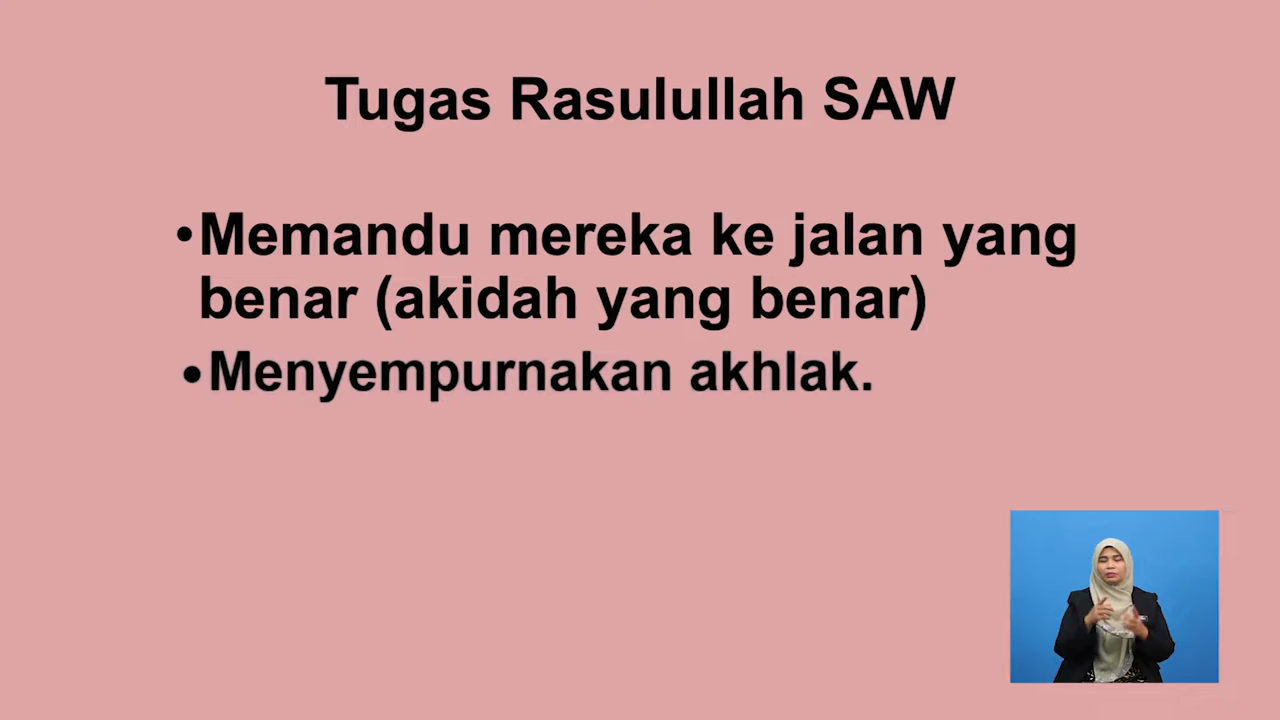 Tugas Rasulullah SAW
•Memandu mereka ke jalan yang
benar (akidah yang benar)
•Menyempurnakan akhlak.